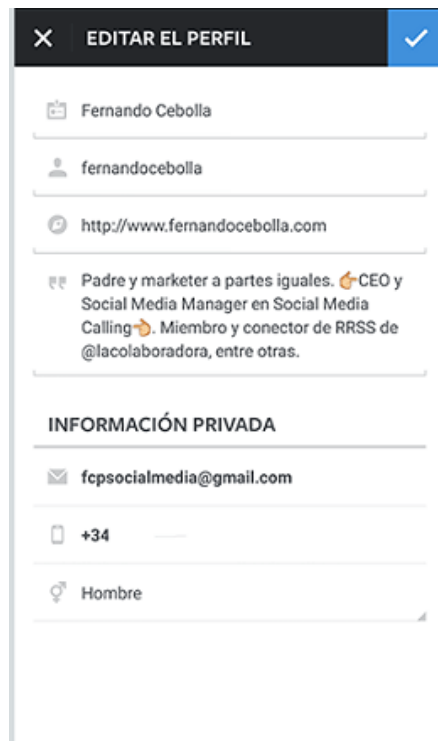 EDITAR EL PERFIL
Fernando Cebolla
fernandocebolla
http://www.fernandocebolla.com
Padre y marketer a partes iguales. 👉CEO y
Social Media Manager en Social Media
Calling👈. Miembro y conector de RRSS de
@lacolaboradora, entre otras.
INFORMACIÓN PRIVADA
fcpsocialmedia@gmail.com
+34
Hombre